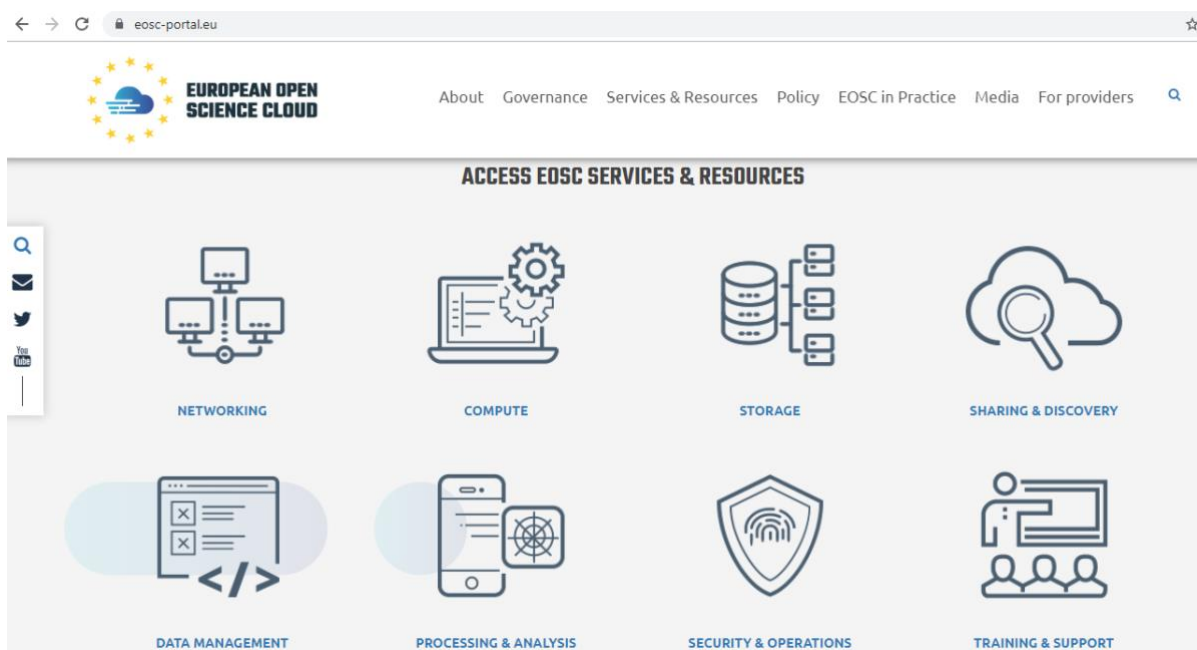 eosc-portal.eu
EUROPEAN OPEN
SCIENCE CLOUD
About Governance Services & Resources Policy EOSC in Practice Media For providers
ACCESS EOSC SERVICES & RESOURCES
You
Tube
NETWORKING COMPUTE STORAGE SHARING & DISCOVERY
</>
DATA MANAGEMENT PROCESSING & ANALYSIS SECURITY & OPERATIONS TRAINING & SUPPORT